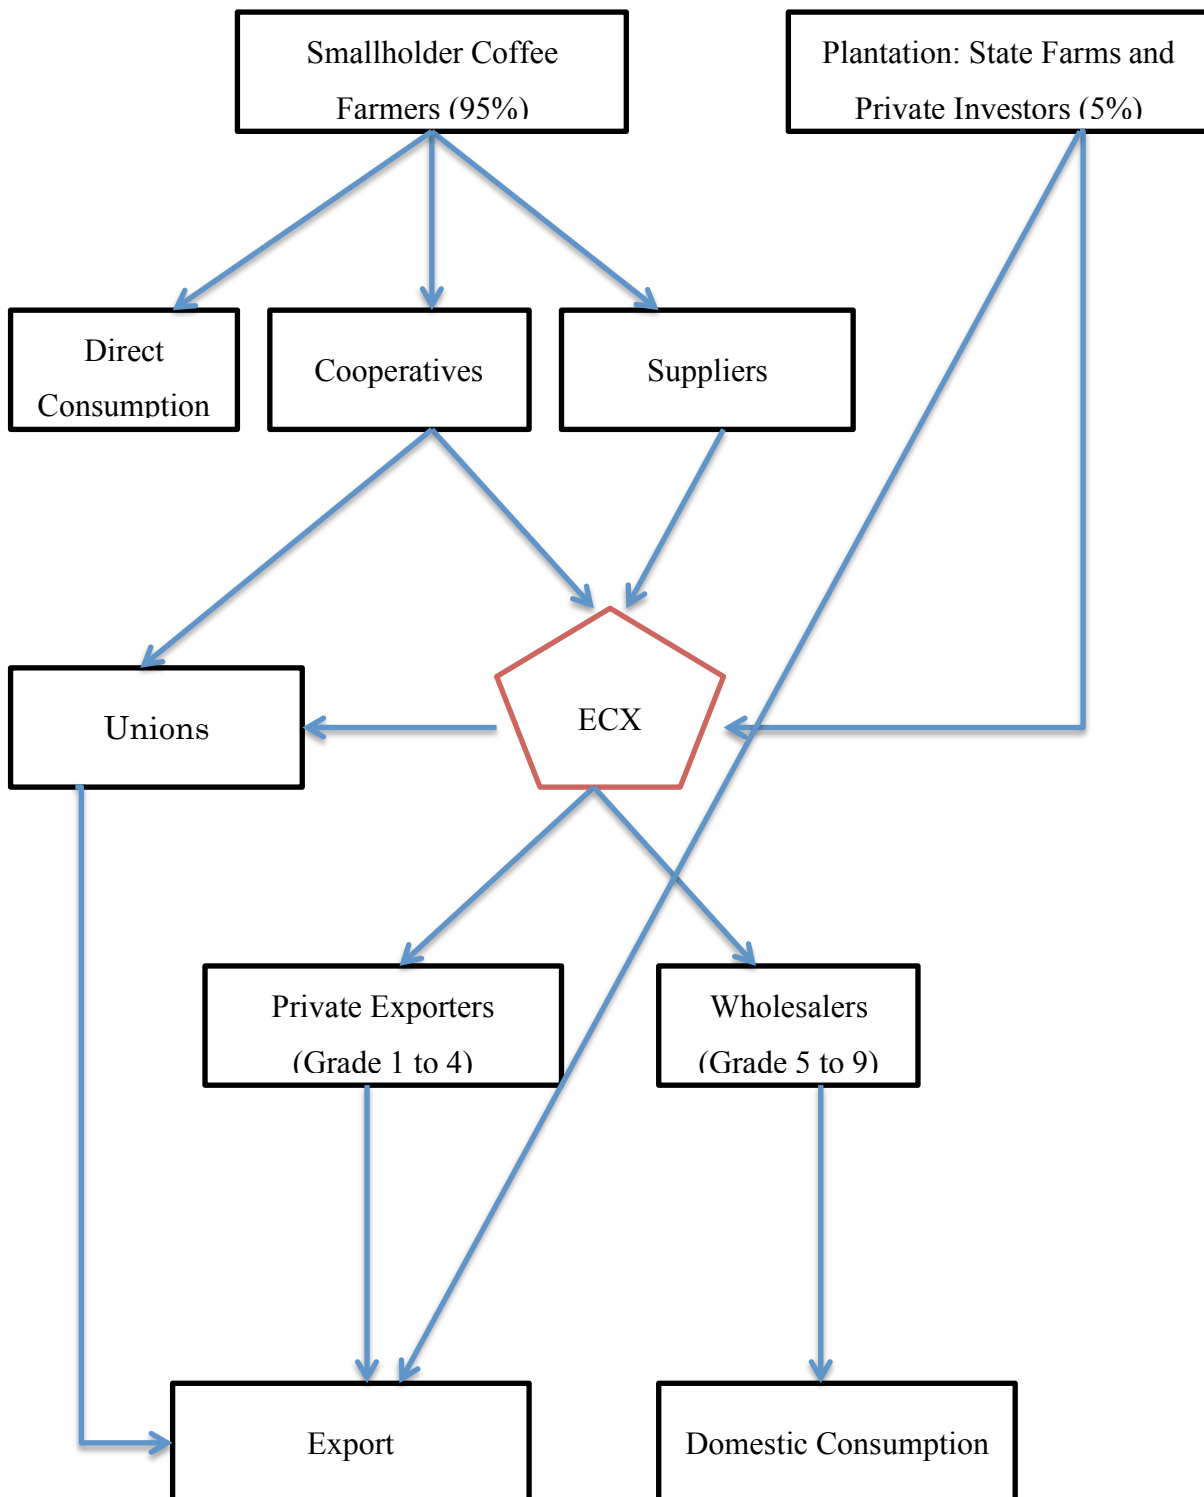 Smallholder Coffee
Farmers (95%)
Plantation: State Farms and
Private Investors (5%)
Direct
Consumption
Cooperatives
Suppliers
Unions
ECX
Private Exporters
(Grade 1 to 4)
Wholesalers
(Grade 5 to 9)
Export
Domestic Consumption